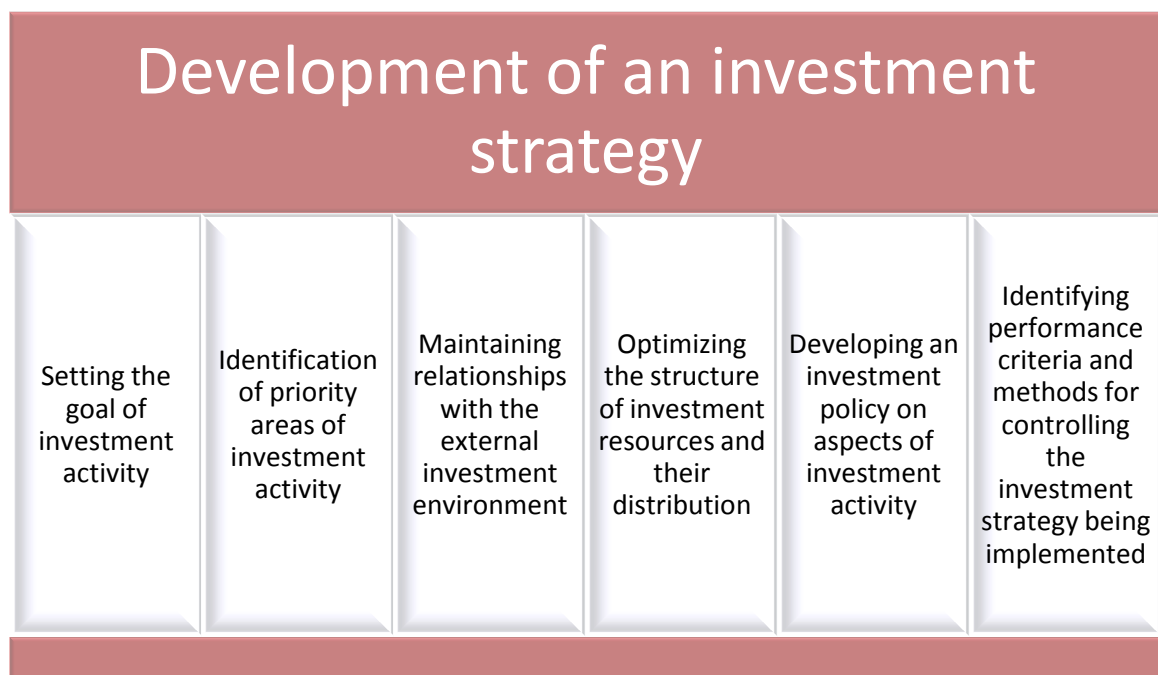 Development of an investment
strategy
Setting the
goal of
investment
activity
Identification
of priority
areas of
investment
activity
Maintaining
relationships
with the
external
investment
environment
Optimizing
the structure
of investment
resources and
their
distribution
Developing an
investment
policy on
aspects of
investment
activity
Identifying
performance
criteria and
methods for
controlling
the
investment
strategy being
implemented